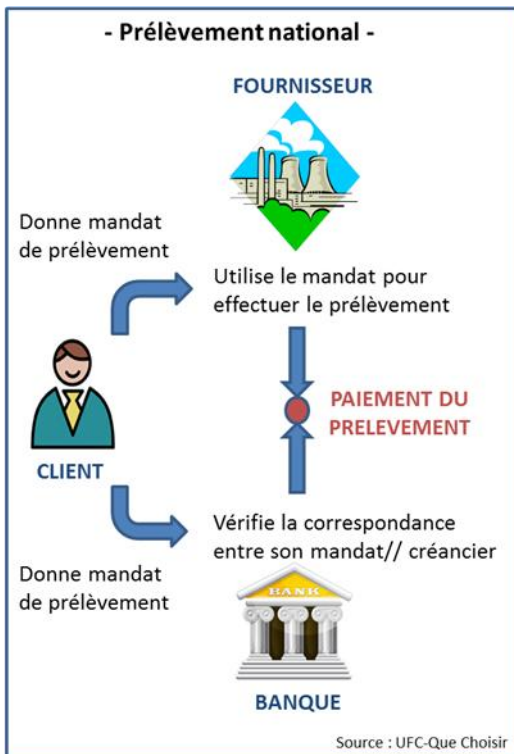 - Prélèvement national -
FOURNISSEUR
Donne mandat
de prélèvement
Utilise le mandat pour
effectuer le prélèvement
PAIEMENT DU
PRELEVEMENT
CLIENT
Vérifie la correspondance
entre son mandat// créancier
Donne mandat
de prélèvement
BANK
BANQUE
Source : UFC-Que Choisir